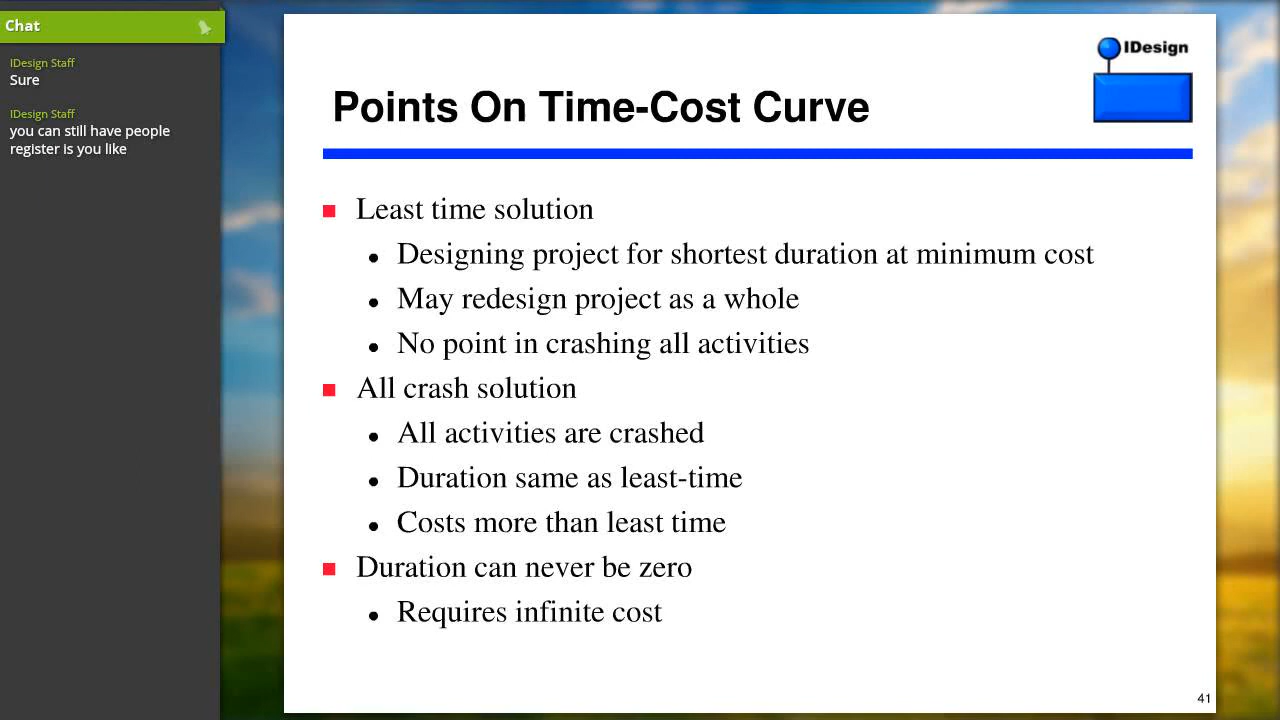 Chat
IDesign Staff
Sure
IDesign Staff
you can still have people
register is you like
IDesign
Points On Time-Cost Curve
Least time solution
Designing project for shortest duration at minimum cost
May redesign project as a whole
No point in crashing all activities
All crash solution
All activities are crashed
Duration same as least-time
Costs more than least time
Duration can never be zero
Requires infinite cost
41